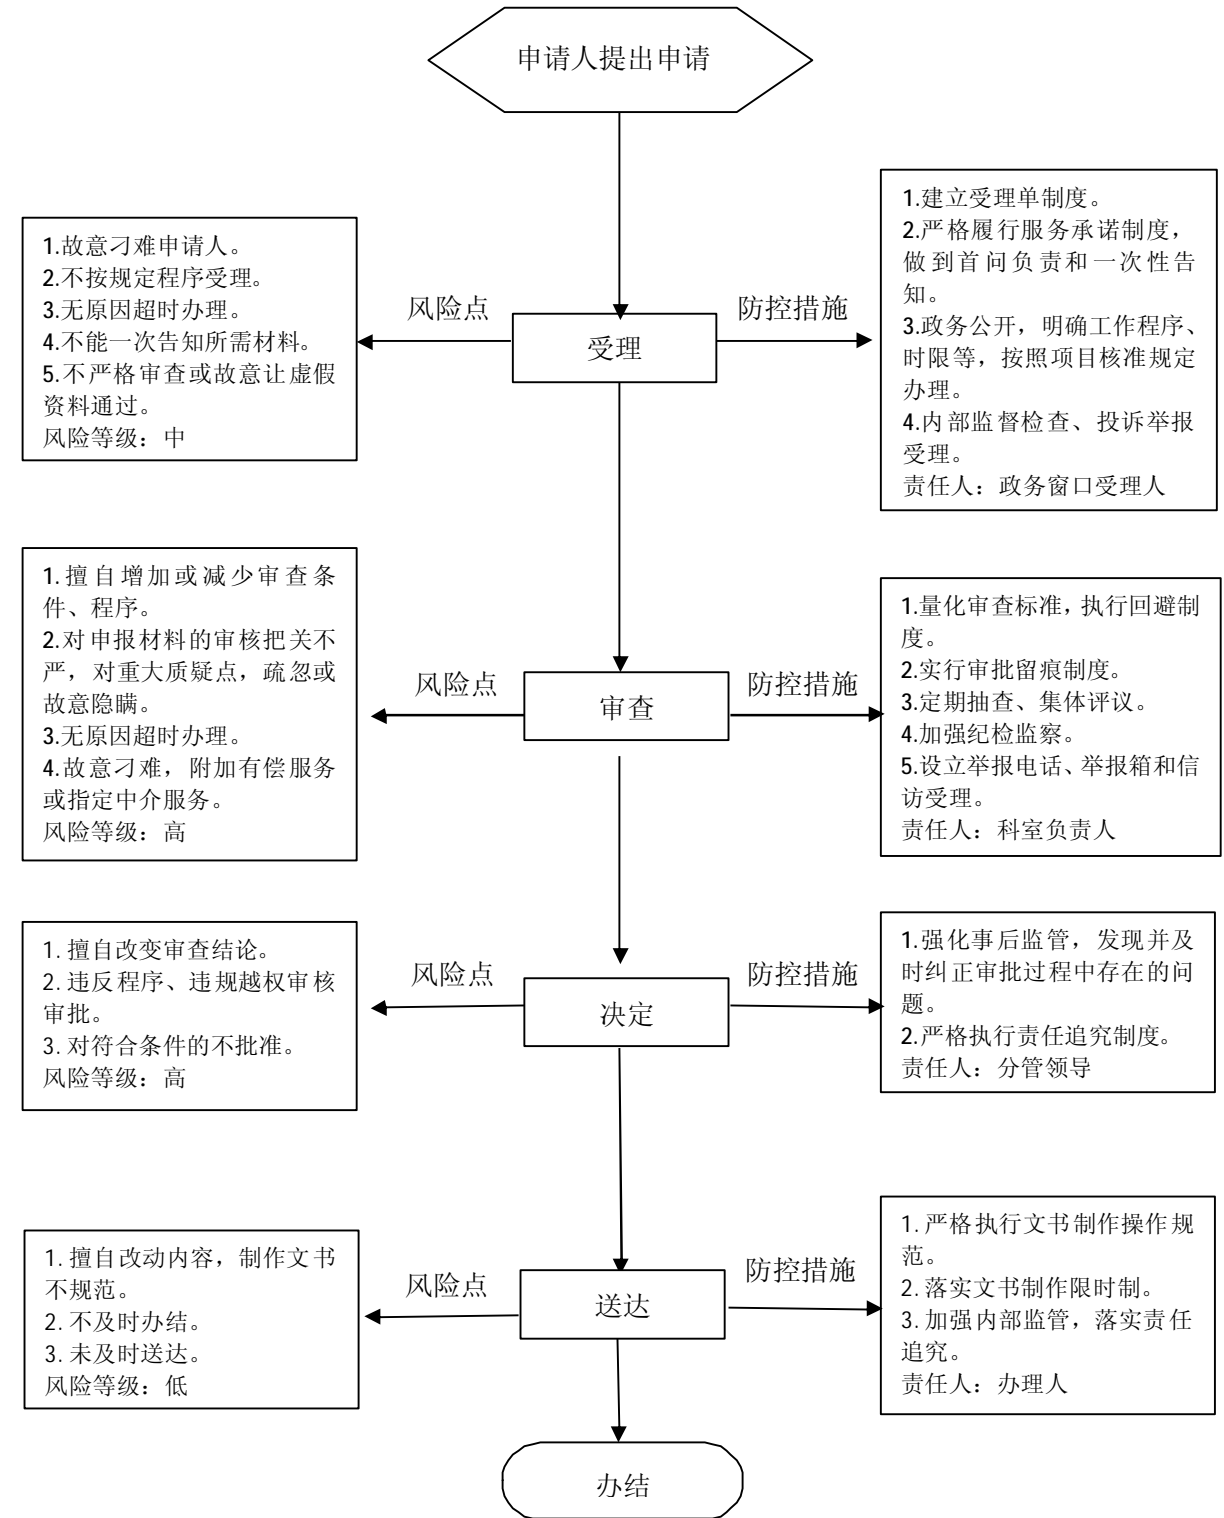 申请人提出申请
1.故意刁难申请人。
2.不按规定程序受理。
3.无原因超时办理。
4.不能一次告知所需材料。
5.不严格审查或故意让虚假
资料通过。
风险等级：中
风险点
受理
防控措施
1.建立受理单制度。
2.严格履行服务承诺制度，
做到首问负责和一次性告
知。
3.政务公开，明确工作程序、
时限等，按照项目核准规定
办理。
4.内部监督检查、投诉举报
受理。
责任人：政务窗口受理人
1.擅自增加或减少审查条
件、程序。
2.对申报材料的审核把关不
严，对重大质疑点，疏忽或
故意隐瞒。
3.无原因超时办理。
4.故意刁难，附加有偿服务
或指定中介服务。
风险等级：高
风险点
审查
防控措施
1.量化审查标准，执行回避制
度。
2.实行审批留痕制度。
3.定期抽查、集体评议。
4.加强纪检监察。
5.设立举报电话、举报箱和信
访受理。
责任人：科室负责人
1.擅自改变审查结论。
2.违反程序、违规越权审核
审批。
3.对符合条件的不批准。
风险等级：高
风险点
决定
防控措施
1.强化事后监管，发现并及
时纠正审批过程中存在的问
题。
2.严格执行责任追究制度。
责任人：分管领导
1.擅自改动内容，制作文书
不规范。
2.不及时办结。
3.未及时送达。
风险等级：低
风险点
送达
防控措施
1.严格执行文书制作操作规
范。
2.落实文书制作限时制。
3.加强内部监管，落实责任
追究。
责任人：办理人
办结